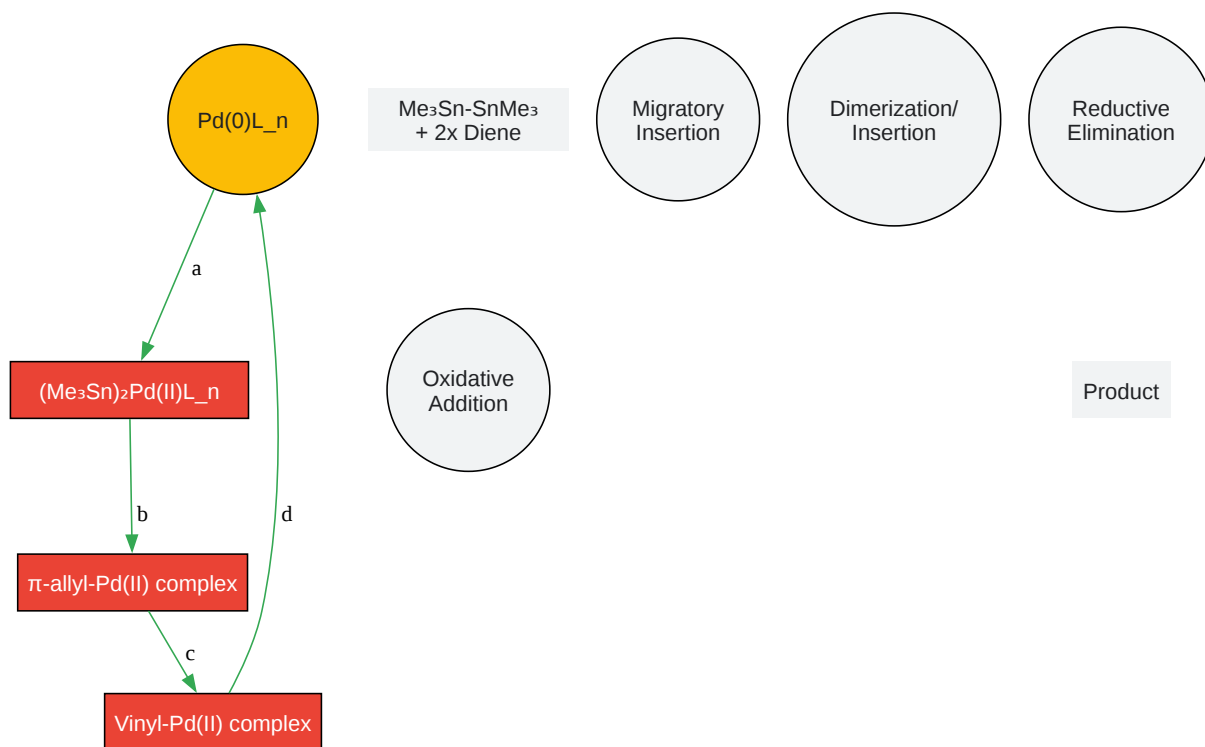 Pd(0)L_n
Me₃Sn-SnMe₃
+ 2x Diene
Migratory
Insertion
Dimerization/
Insertion
Reductive
Elimination
a
(Me₃Sn)₂Pd(II)L_n
Oxidative
Addition
Product
b
d
π-allyl-Pd(II) complex
c
Vinyl-Pd(II) complex